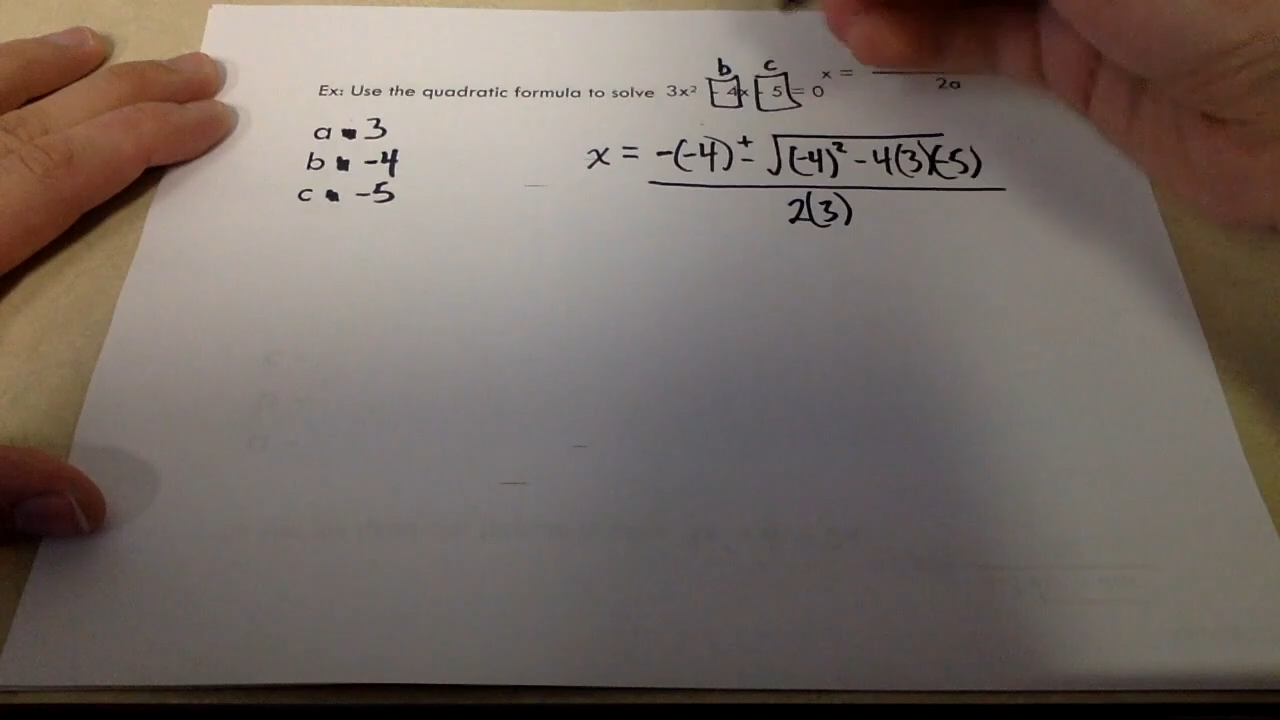 b c
Ex: Use the quadratic formula to solve 3x² - 4x - 5 = 0 x = ⁠/2a
a = 3
b = -4
c = -5
x = -(-4) ± √(-4)² - 4(3)(-5)
2(3)